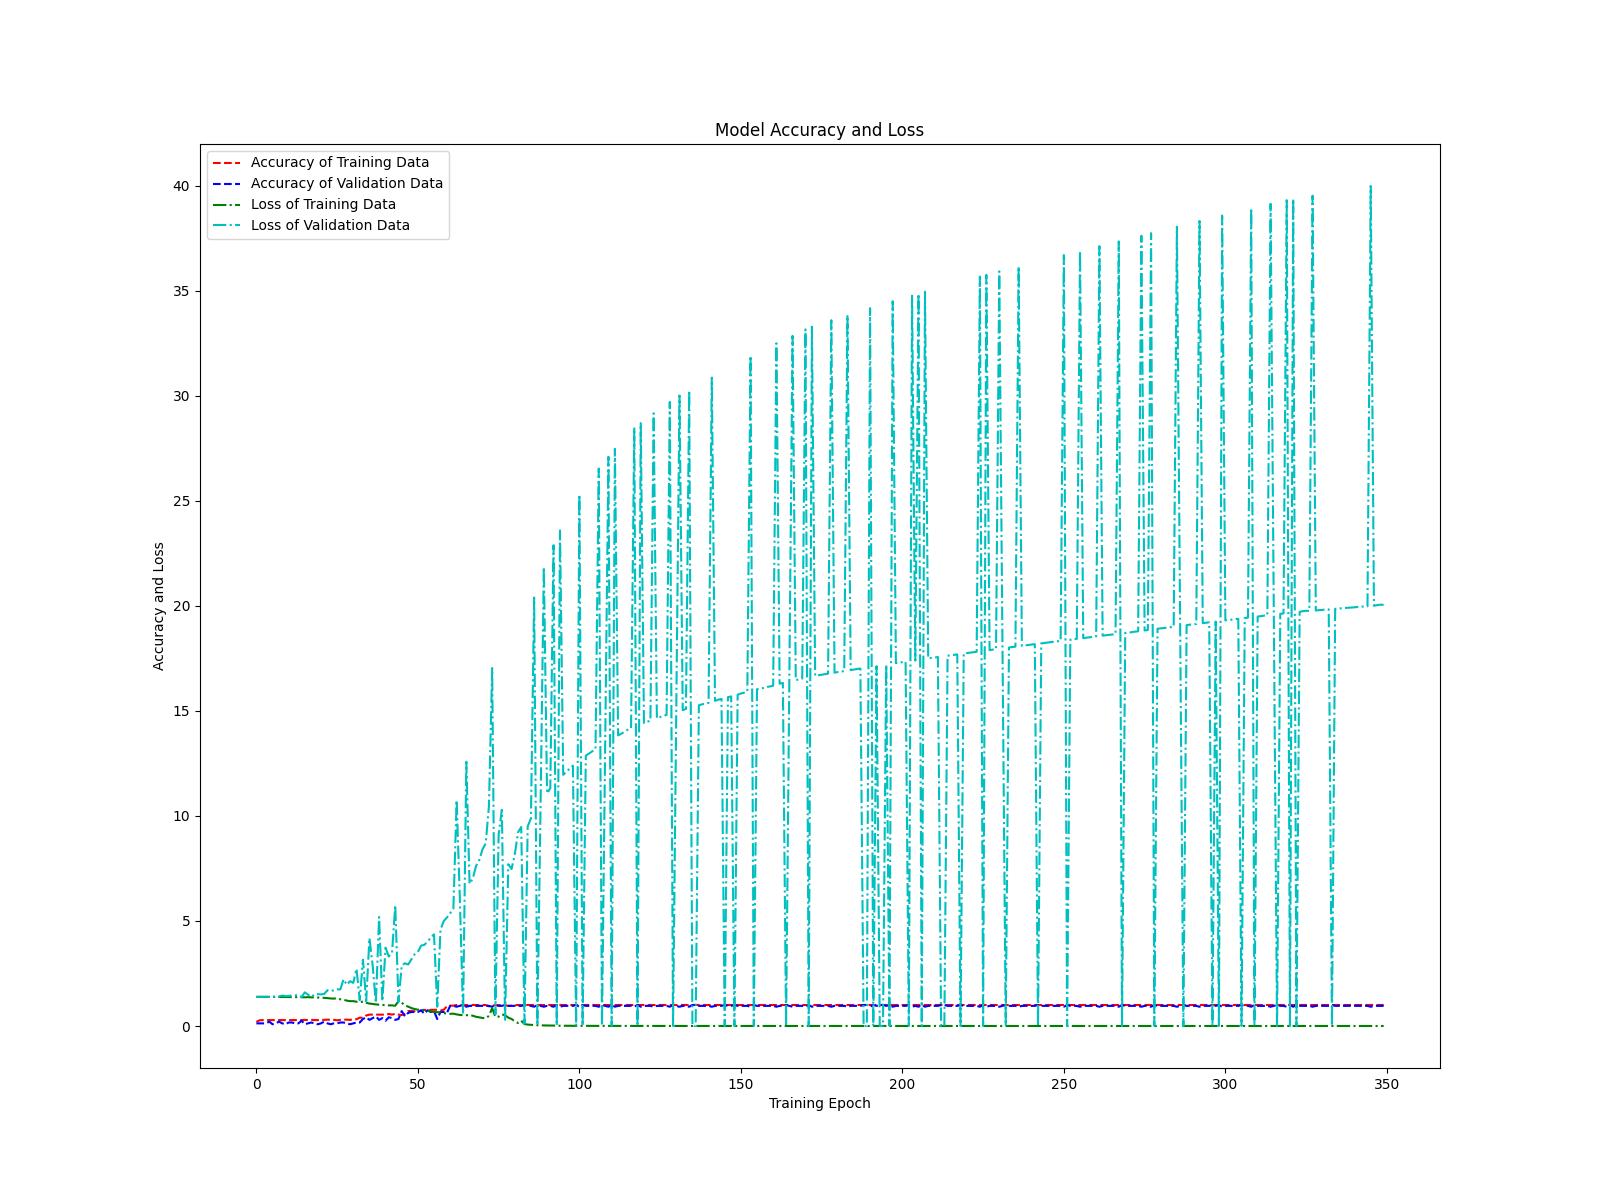 Model Accuracy and Loss
Accuracy of Training Data
Accuracy of Validation Data
Loss of Training Data
Loss of Validation Data
40
35
30
25
20
15
10
5
0
Accuracy and Loss
0 50 100 150 200 250 300 350
Training Epoch